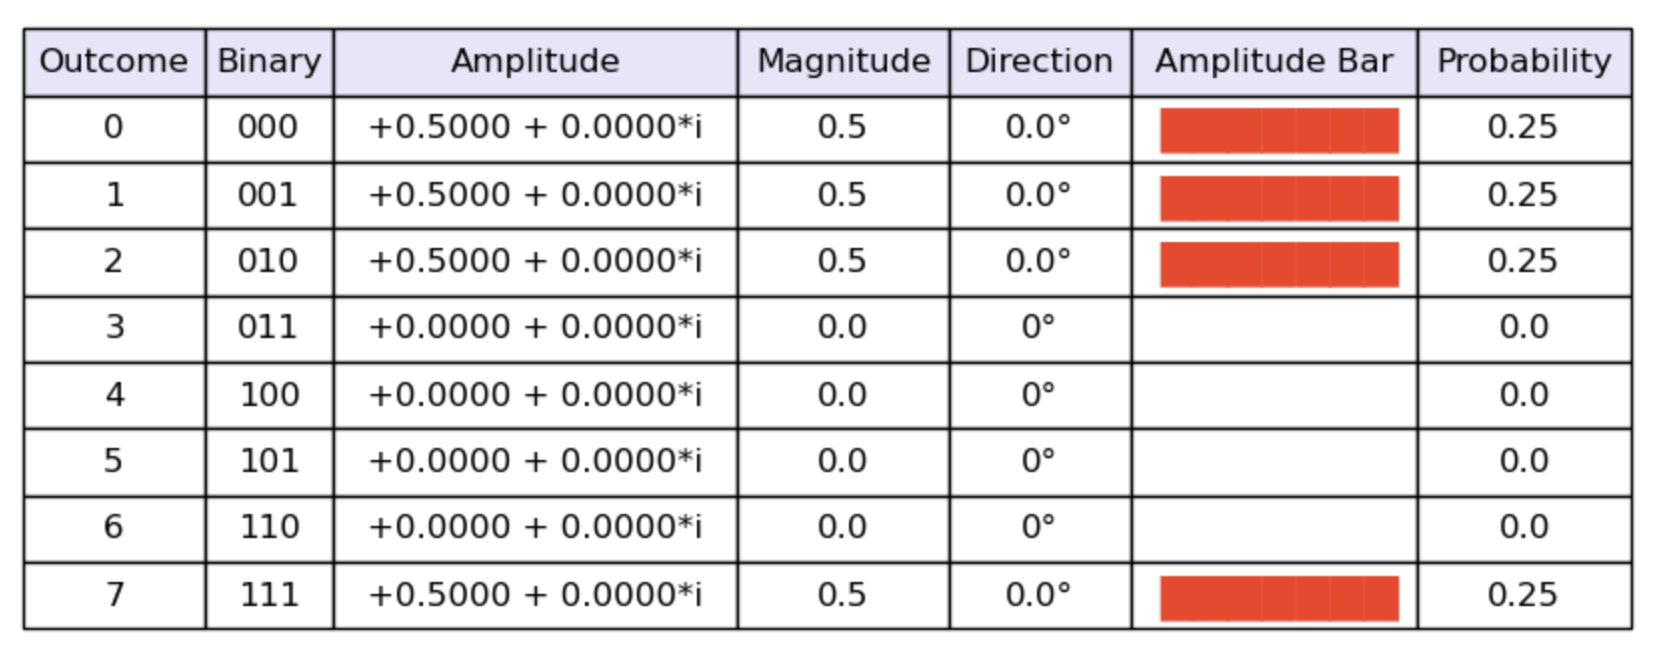 Outcome Binary Amplitude Magnitude Direction Amplitude Bar Probability
0 000 +0.5000 + 0.0000*i 0.5 0.0° 0.25
1 001 +0.5000 + 0.0000*i 0.5 0.0° 0.25
2 010 +0.5000 + 0.0000*i 0.5 0.0° 0.25
3 011 +0.0000 + 0.0000*i 0.0 0° 0.0
4 100 +0.0000 + 0.0000*i 0.0 0° 0.0
5 101 +0.0000 + 0.0000*i 0.0 0° 0.0
6 110 +0.0000 + 0.0000*i 0.0 0° 0.0
7 111 +0.5000 + 0.0000*i 0.5 0.0° 0.25